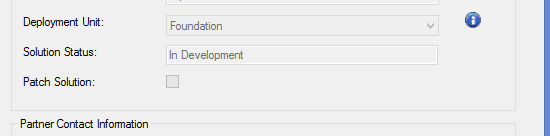 Deployment Unit: Foundation
Solution Status: In Development
Patch Solution:
Partner Contact Information